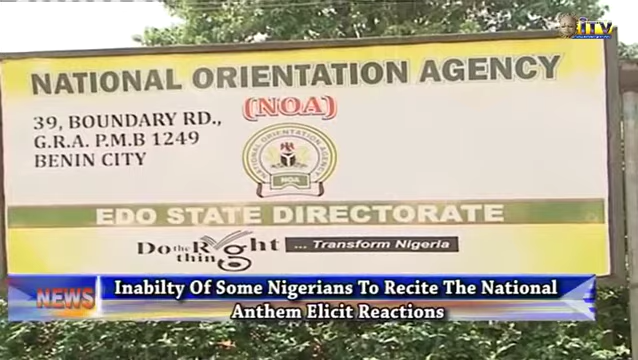 iTV
NATIONAL ORIENTATION AGENCY
(NOA)
39, BOUNDARY RD.,
G.R.A. P.M.B 1249
BENIN CITY
NATIONAL ORIENTATION AGENCY
NOA
EDO STATE DIRECTORATE
Do the Right thing
... Transform Nigeria
NEWS
Inabilty Of Some Nigerians To Recite The National
Anthem Elicit Reactions